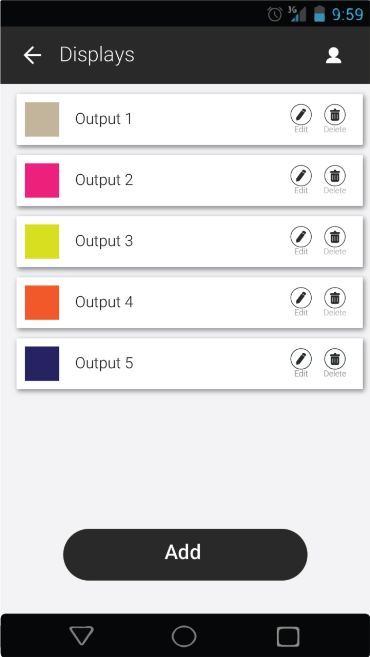 3G 9:59
Displays
Output 1
Edit Delete
Output 2
Edit Delete
Output 3
Edit Delete
Output 4
Edit Delete
Output 5
Edit Delete
Add